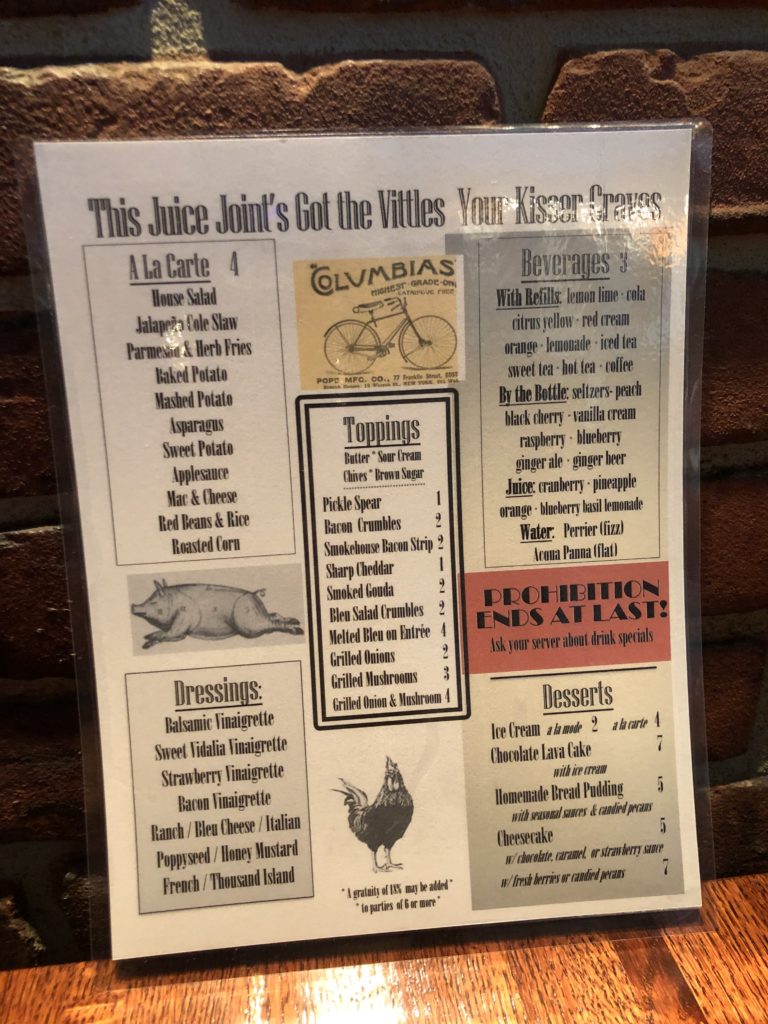 This Juice Joint's Got the Vittles Your Kisser Craves
A La Carte 4
House Salad
Jalapeño Cole Slaw
Parmesan & Herb Fries
Baked Potato
Mashed Potato
Asparagus
Sweet Potato
Applesauce
Mac & Cheese
Red Beans & Rice
Roasted Corn
Dressings:
Balsamic Vinaigrette
Sweet Vidalia Vinaigrette
Strawberry Vinaigrette
Bacon Vinaigrette
Ranch / Bleu Cheese / Italian
Poppyseed / Honey Mustard
French / Thousand Island
COLVMBIAS
HIGHEST-GRADE-ON
CATALOGUE FREE
POPE MFG. CO., 77 Franklin Street,
Toppings
Butter * Sour Cream
Chives * Brown Sugar
Pickle Spear 1
Bacon Crumbles 2
Smokehouse Bacon Strip 2
Sharp Cheddar 1
Smoked Gouda 2
Bleu Salad Crumbles 2
Melted Bleu on Entrée 4
Grilled Onions 2
Grilled Mushrooms 3
Grilled Onion & Mushroom 4
* A gratuity of 18% may be added *
* to parties of 6 or more *
Beverages 3
With Refills: lemon lime · cola
citrus yellow · red cream
orange · lemonade · iced tea
sweet tea · hot tea · coffee
By the Bottle: seltzers- peach
black cherry · vanilla cream
raspberry · blueberry
ginger ale · ginger beer
Juice: cranberry · pineapple
orange · blueberry basil lemonade
Water: Perrier (fizz)
Acqua Panna (flat)
PROHIBITION
ENDS AT LAST!
Ask your server about drink specials
Desserts
Ice Cream a la mode 2 a la carte 4
Chocolate Lava Cake 7
with ice cream
Homemade Bread Pudding 5
with seasonal sauces & candied pecans
Cheesecake 5
w/ chocolate, caramel, or strawberry sauce
w/ fresh berries or candied pecans 7